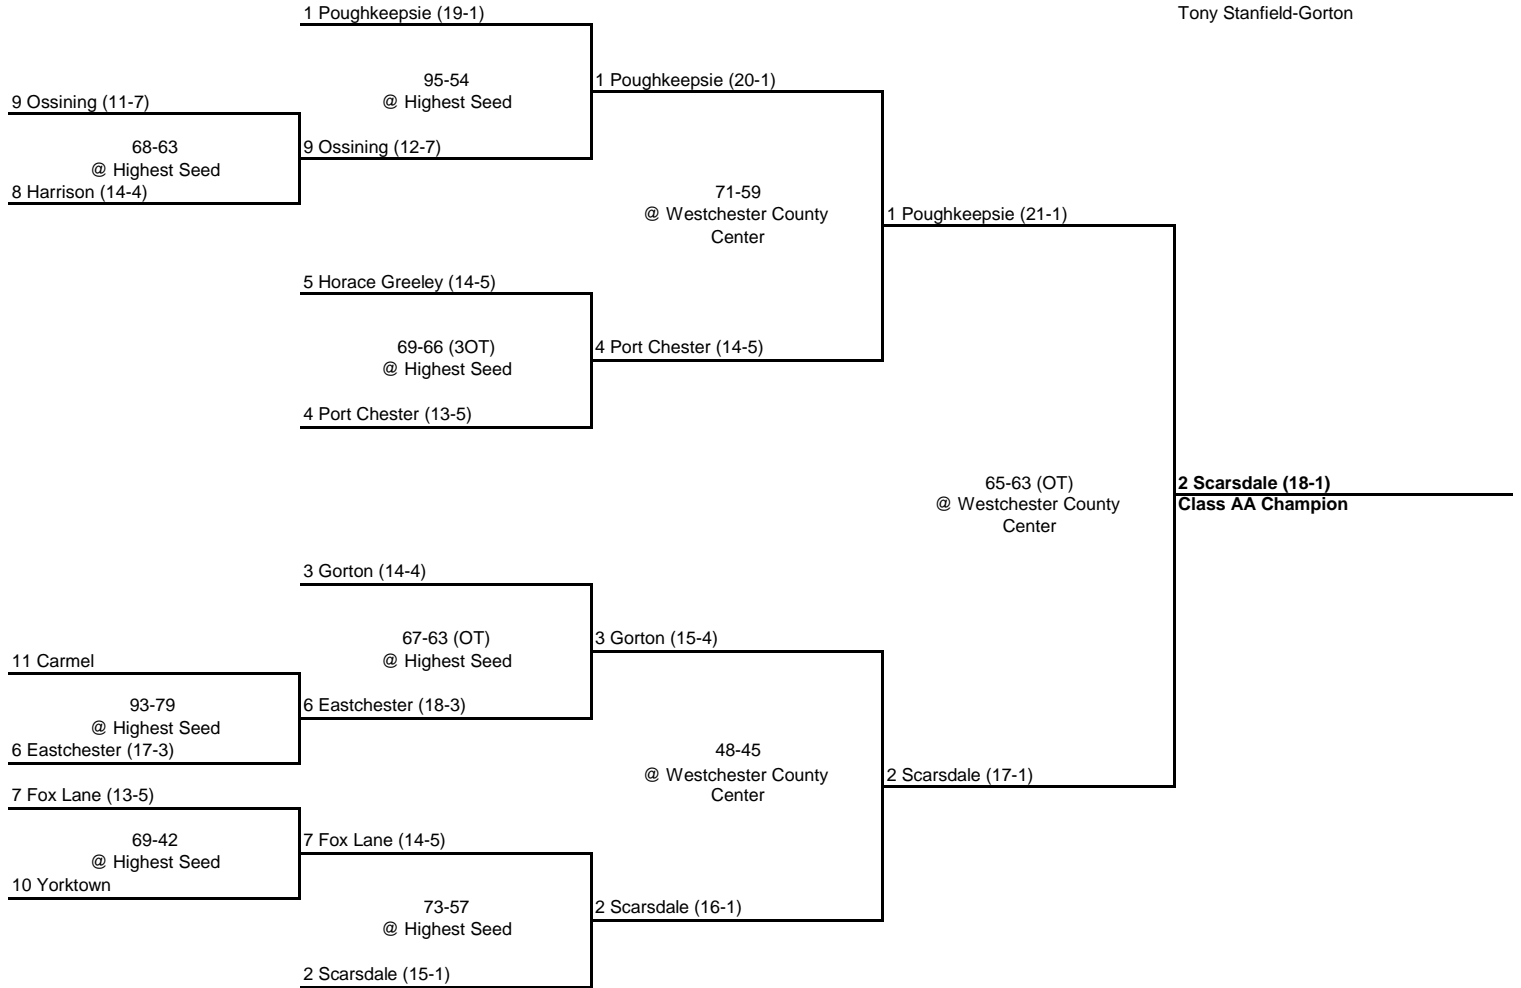 1 Poughkeepsie (19-1)
Tony Stanfield-Gorton
95-54
@ Highest Seed
1 Poughkeepsie (20-1)
9 Ossining (11-7)
68-63
@ Highest Seed
9 Ossining (12-7)
8 Harrison (14-4)
71-59
@ Westchester County
Center
1 Poughkeepsie (21-1)
5 Horace Greeley (14-5)
69-66 (3OT)
@ Highest Seed
4 Port Chester (14-5)
4 Port Chester (13-5)
65-63 (OT)
@ Westchester County
Center
2 Scarsdale (18-1)
Class AA Champion
3 Gorton (14-4)
67-63 (OT)
@ Highest Seed
3 Gorton (15-4)
11 Carmel
93-79
@ Highest Seed
6 Eastchester (18-3)
6 Eastchester (17-3)
48-45
@ Westchester County
Center
2 Scarsdale (17-1)
7 Fox Lane (13-5)
69-42
@ Highest Seed
7 Fox Lane (14-5)
10 Yorktown
73-57
@ Highest Seed
2 Scarsdale (16-1)
2 Scarsdale (15-1)